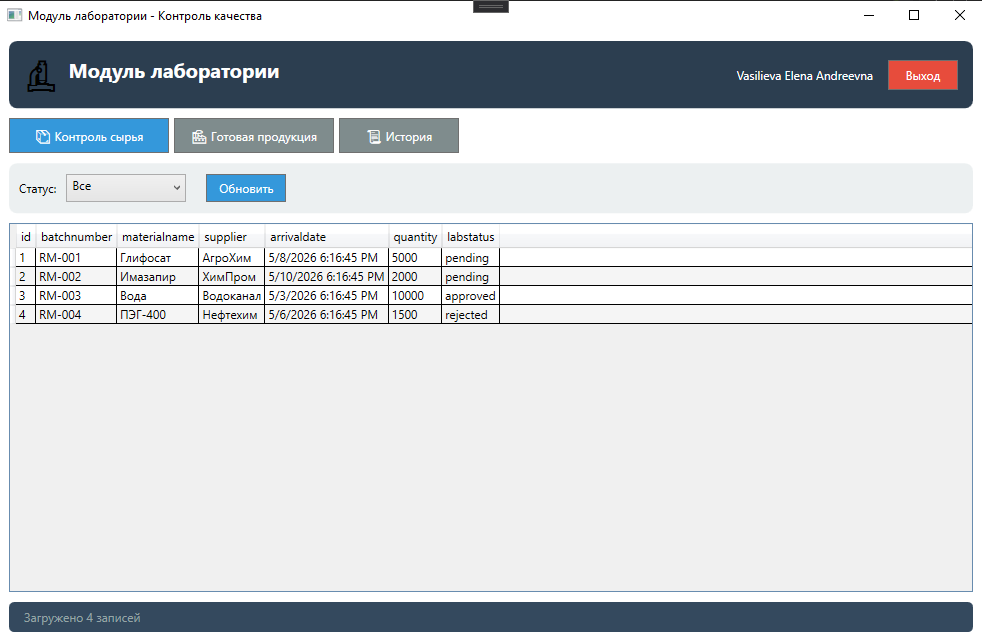 Модуль лаборатории - Контроль качества
Модуль лаборатории
Vasilieva Elena Andreevna
Выход
Контроль сырья
Готовая продукция
История
Статус: Все Обновить
id batchnumber materialname supplier arrivaldate quantity labstatus
1 RM-001 Глифосат АгроХим 5/8/2026 6:16:45 PM 5000 pending
2 RM-002 Имазапир ХимПром 5/10/2026 6:16:45 PM 2000 pending
3 RM-003 Вода Водоканал 5/3/2026 6:16:45 PM 10000 approved
4 RM-004 ПЭГ-400 Нефтехим 5/6/2026 6:16:45 PM 1500 rejected
Загружено 4 записей